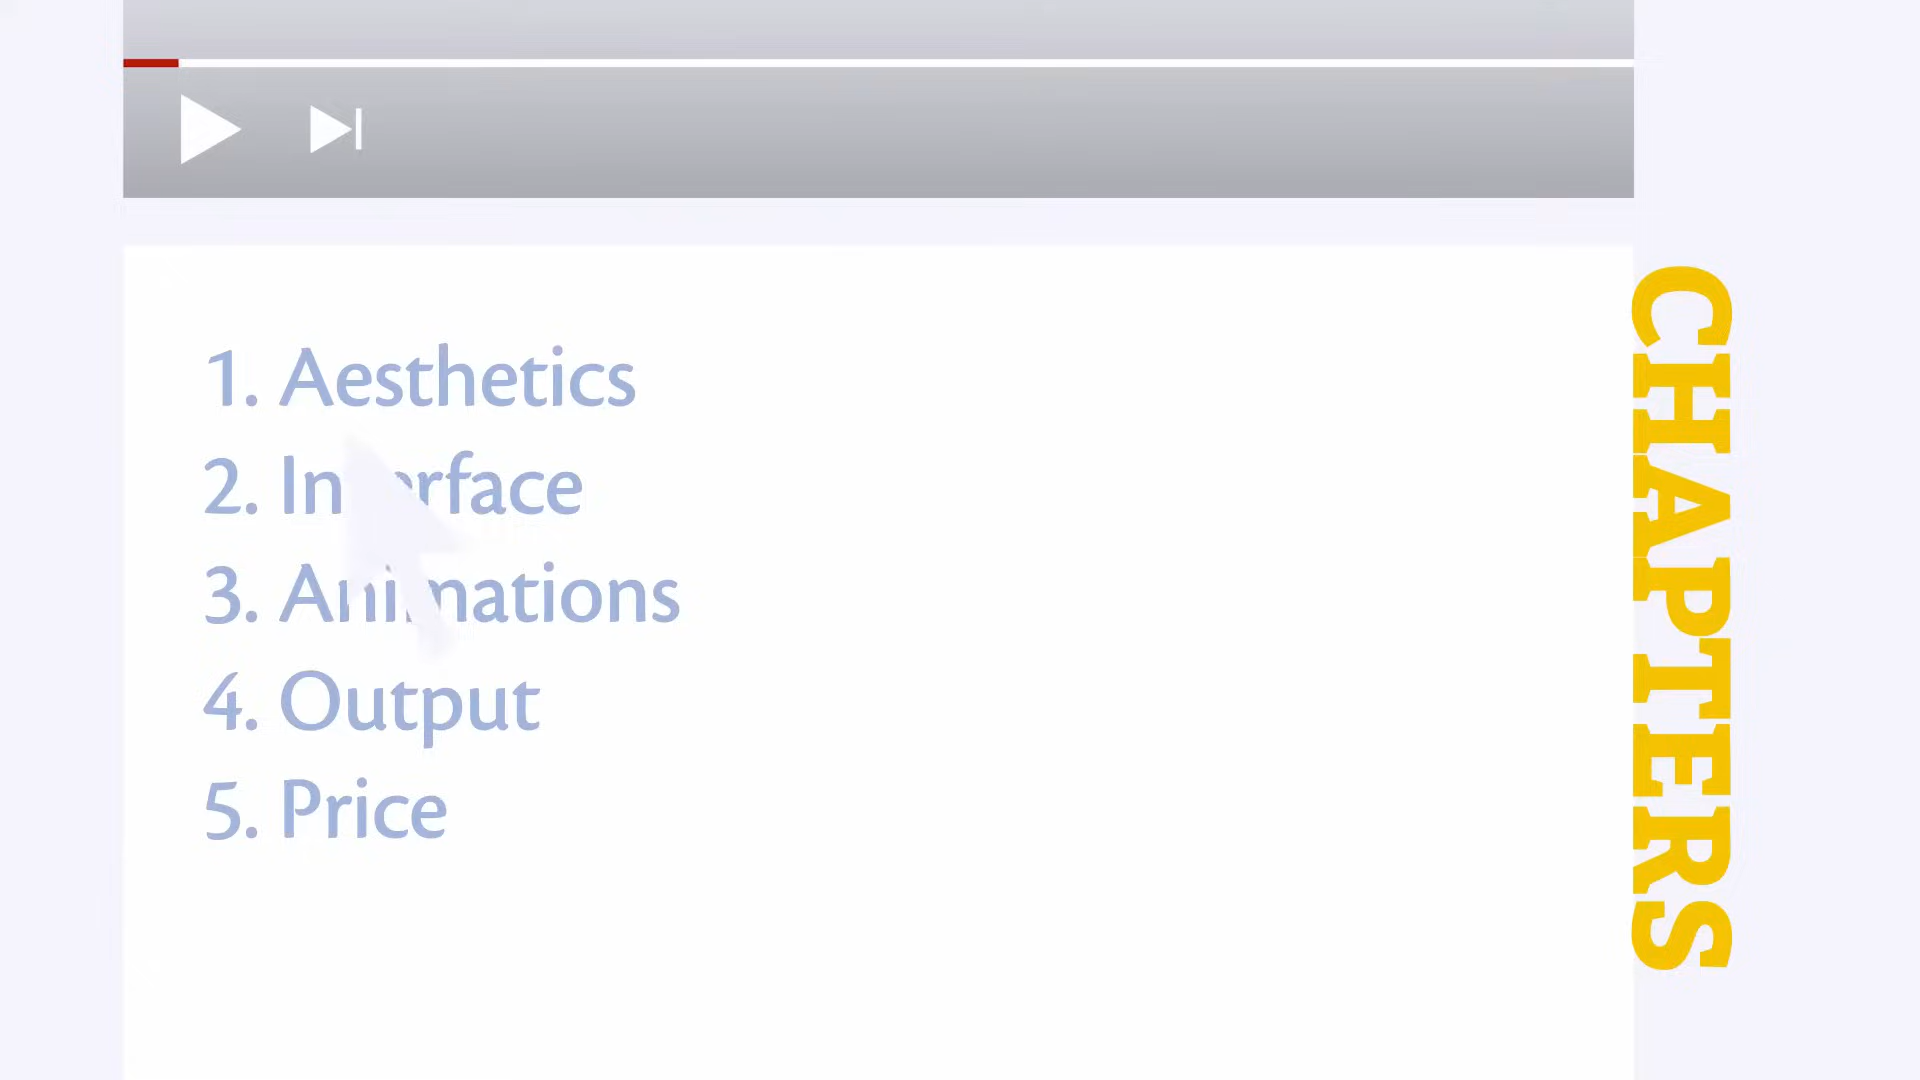 1. Aesthetics
2. Interface
3. Animations
4. Output
5. Price
CHAPTERS